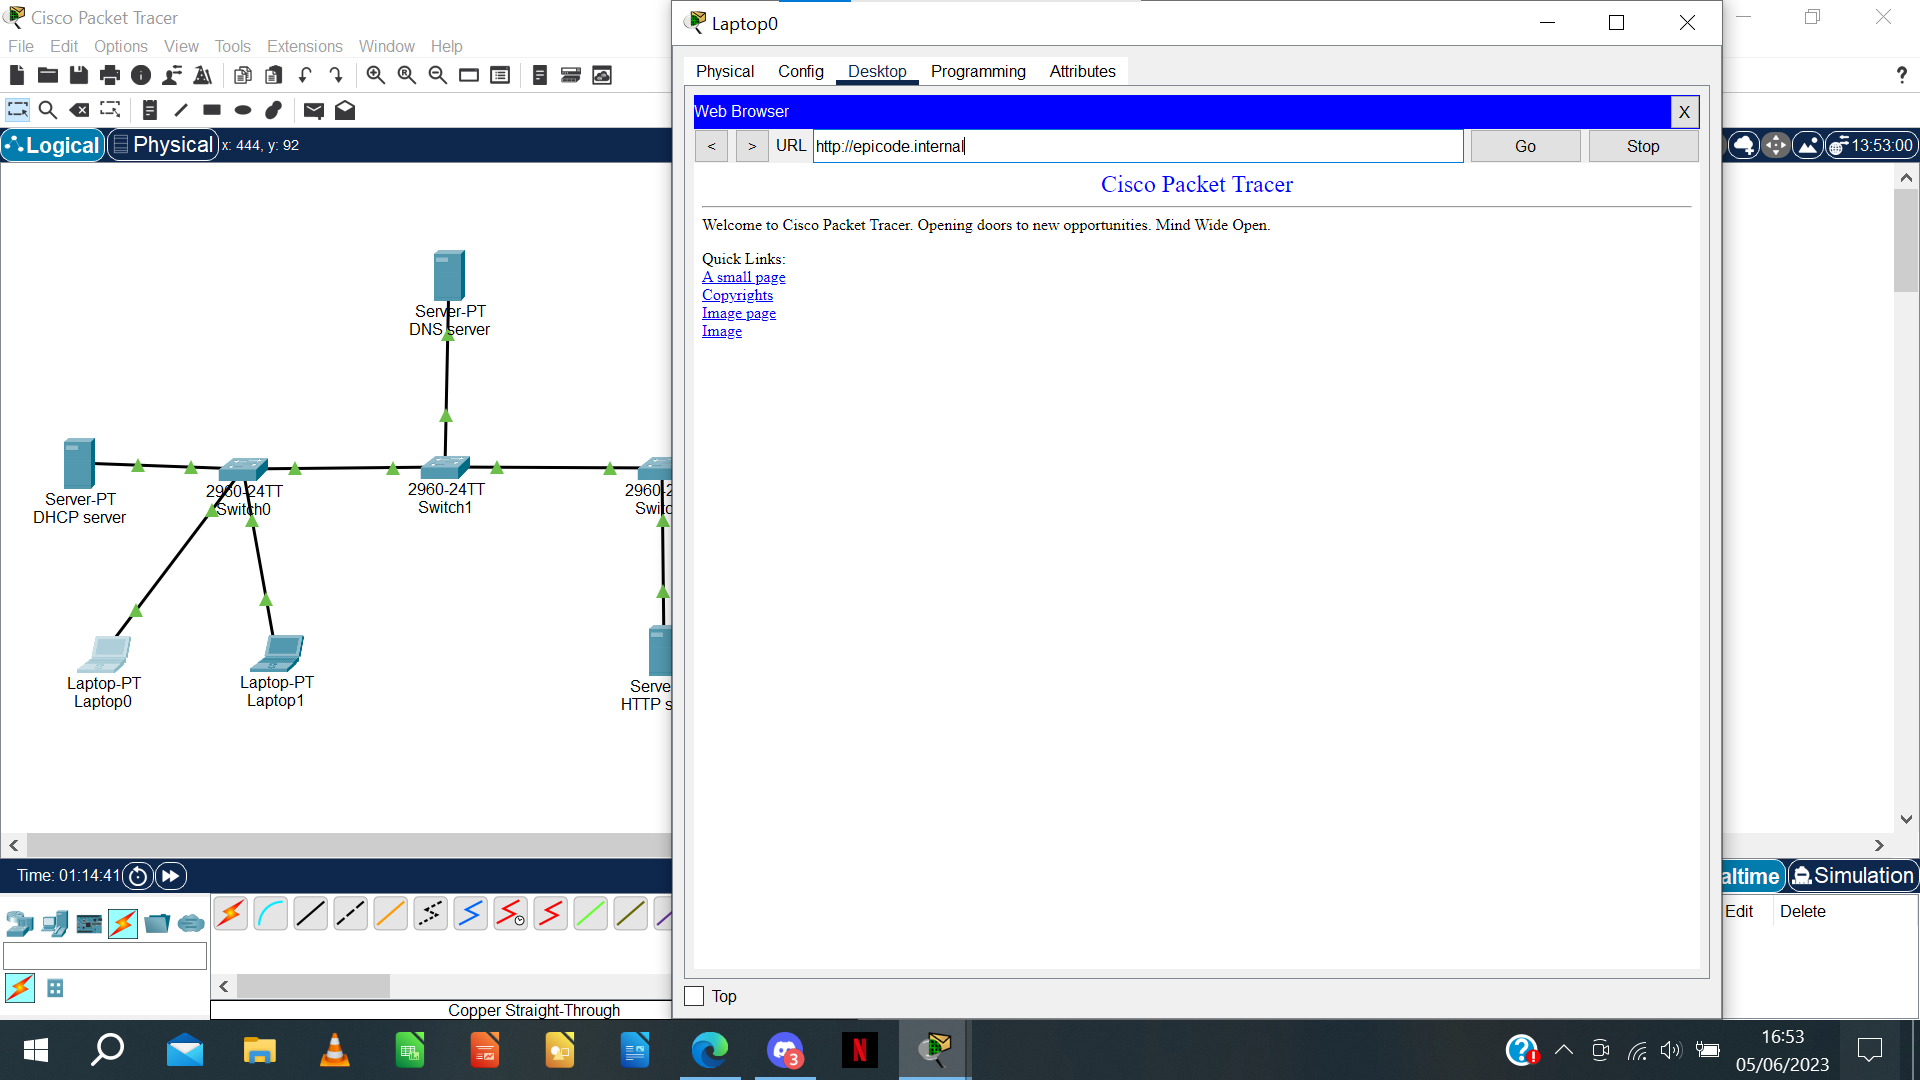 Cisco Packet Tracer
File Edit Options View Tools Extensions Window Help
Logical
Physical
x: 444, y: 92
Server-PT
DNS server
Server-PT
DHCP server
2960-24TT
Switch0
2960-24TT
Switch1
2960-2
Switc
Laptop-PT
Laptop0
Laptop-PT
Laptop1
Serve
HTTP s
Time: 01:14:41
Copper Straight-Through
Laptop0
Physical Config Desktop Programming Attributes
Web Browser
X
< > URL http://epicode.internal Go Stop
Cisco Packet Tracer
Welcome to Cisco Packet Tracer. Opening doors to new opportunities. Mind Wide Open.
Quick Links:
A small page
Copyrights
Image page
Image
Top
?
13:53:00
altime
Simulation
Edit Delete
N
3
16:53
05/06/2023